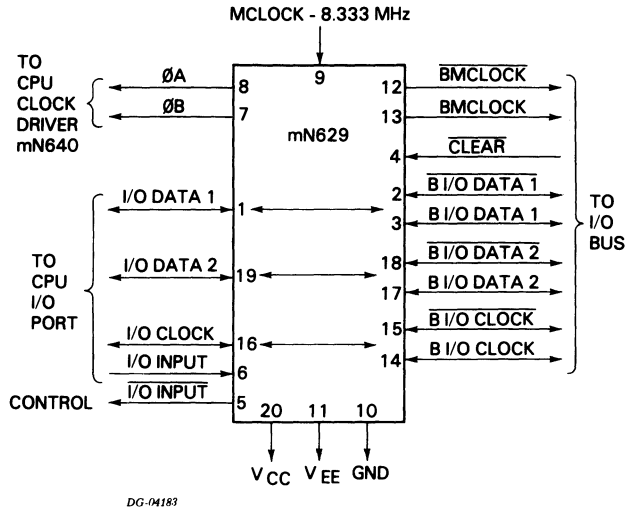 MCLOCK - 8.333 MHz
TO
CPU
CLOCK
DRIVER
mN640
ØA
ØB
8
7
9
mN629
12
13
4
2
3
18
17
15
14
BMCLOCK
BMCLOCK
CLEAR
B I/O DATA 1
B I/O DATA 1
B I/O DATA 2
B I/O DATA 2
B I/O CLOCK
B I/O CLOCK
TO
I/O
BUS
TO
CPU
I/O
PORT
I/O DATA 1
1
I/O DATA 2
19
I/O CLOCK
16
I/O INPUT
6
CONTROL
I/O INPUT
5
20 11 10
VCC VEE GND
DG-04183